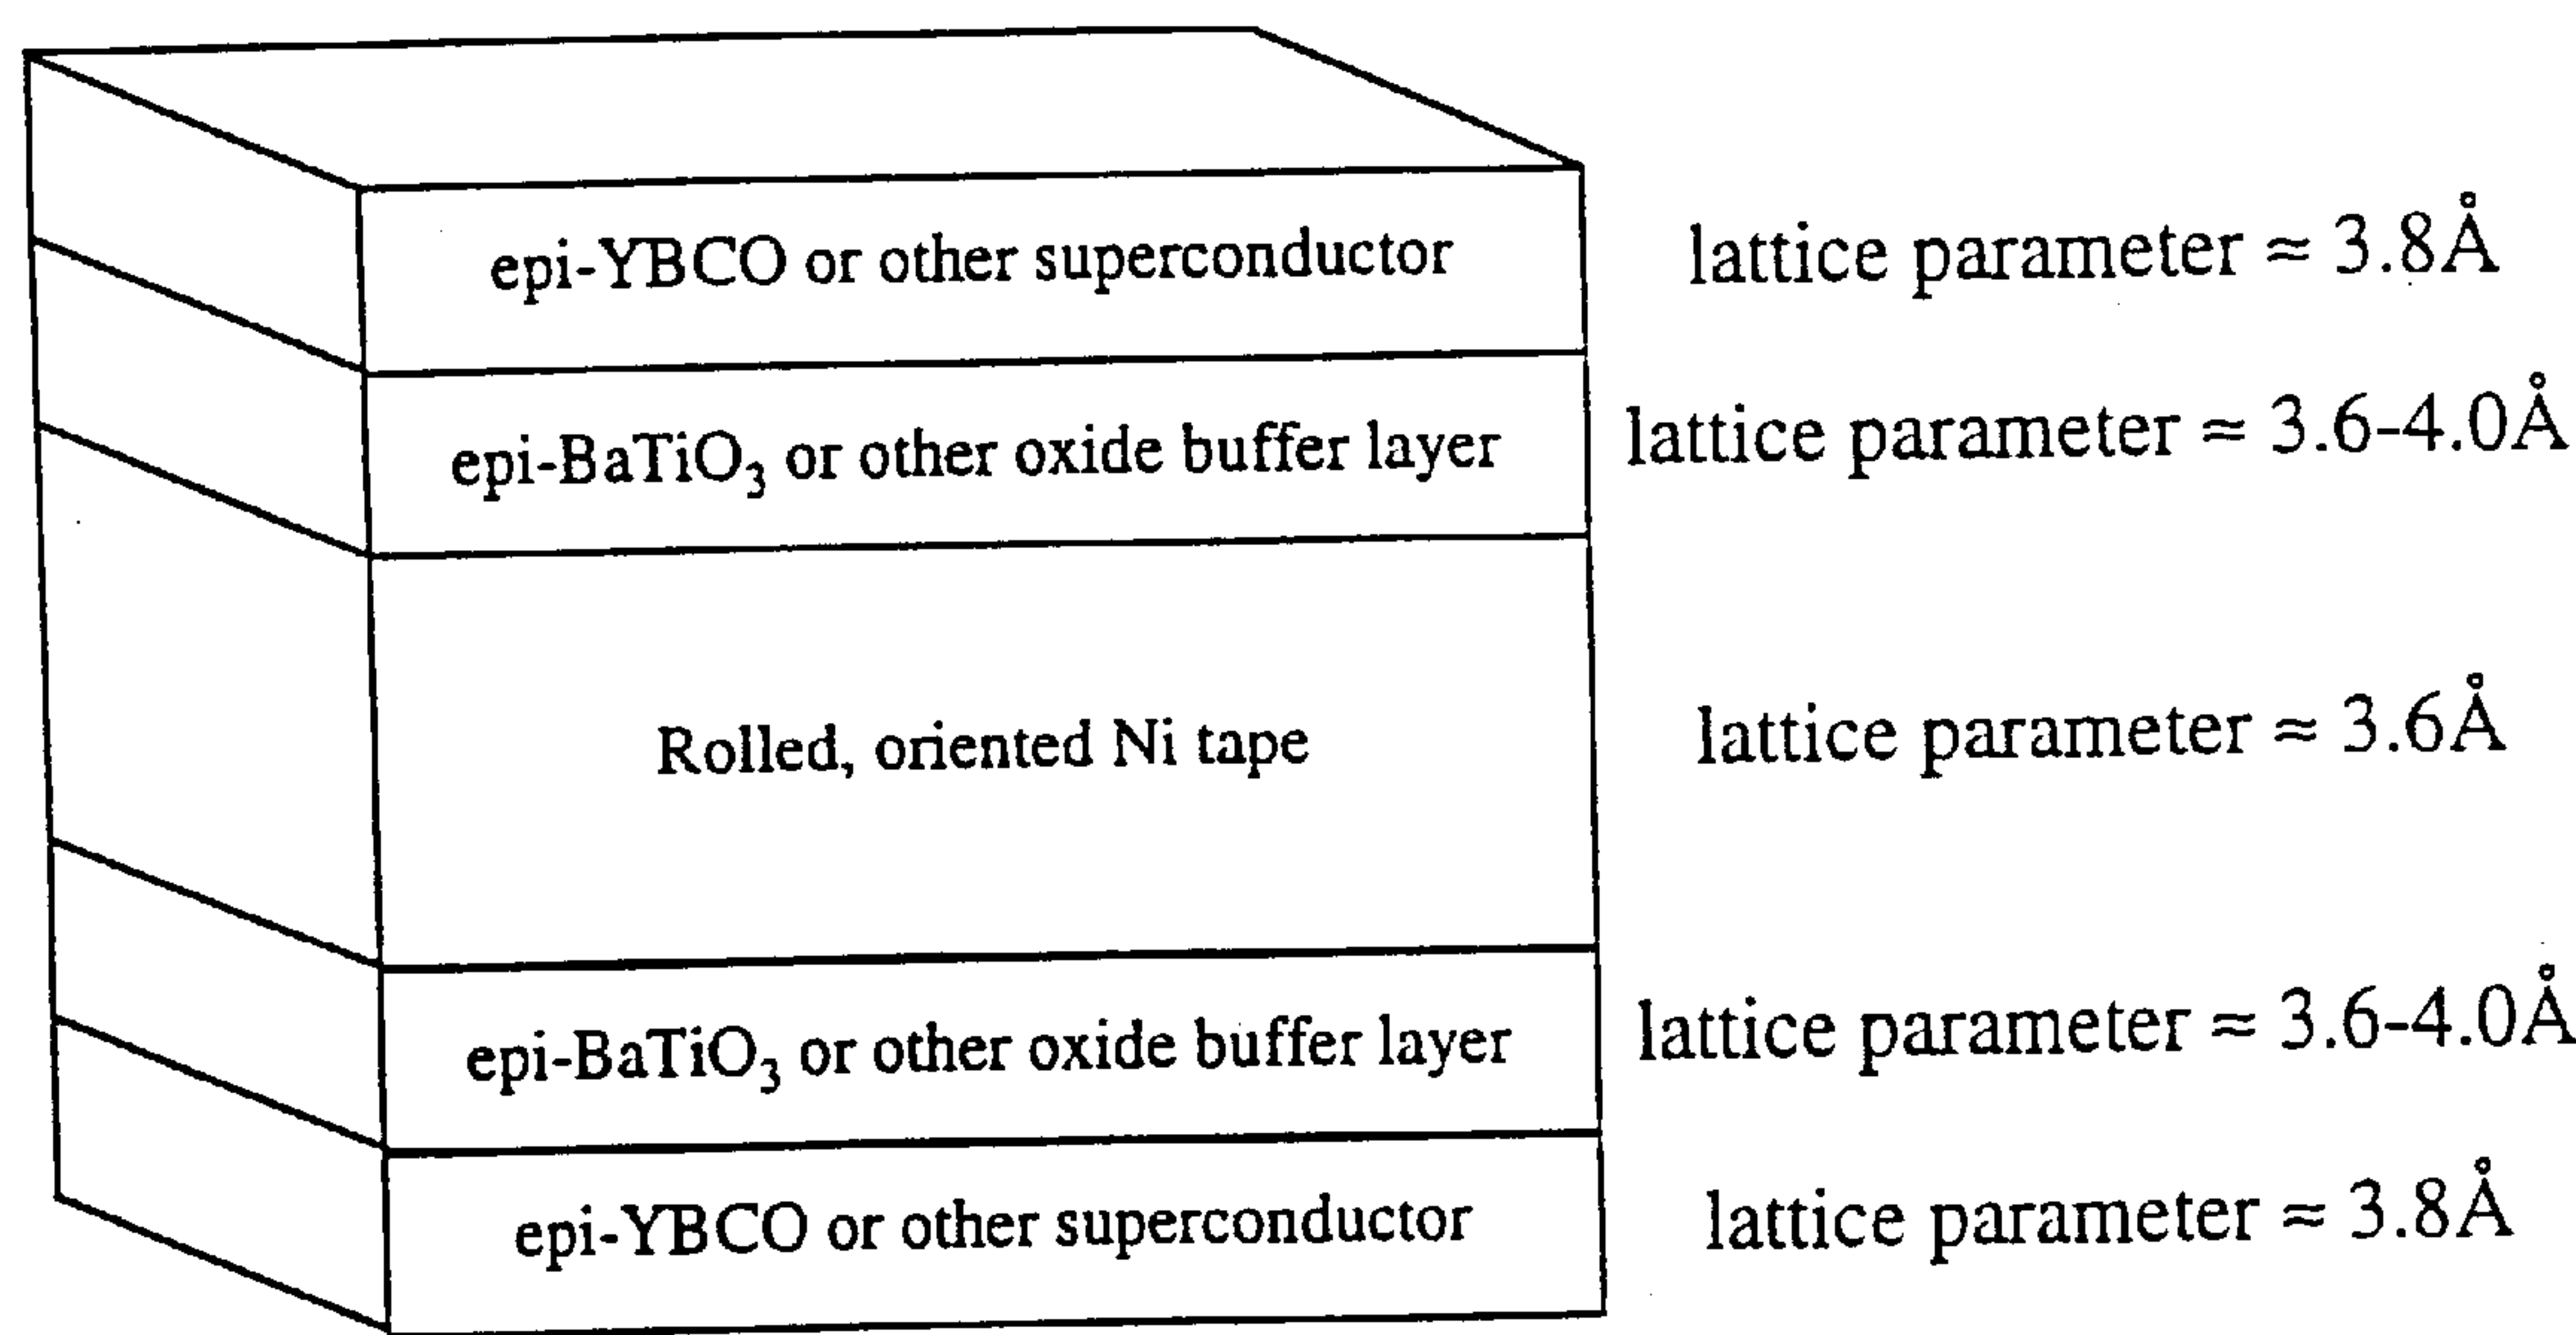 epi-YBCO or other superconductor lattice parameter ≈ 3.8Å
epi-BaTiO₃ or other oxide buffer layer lattice parameter ≈ 3.6-4.0Å
Rolled, oriented Ni tape lattice parameter ≈ 3.6Å
epi-BaTiO₃ or other oxide buffer layer lattice parameter ≈ 3.6-4.0Å
epi-YBCO or other superconductor lattice parameter ≈ 3.8Å